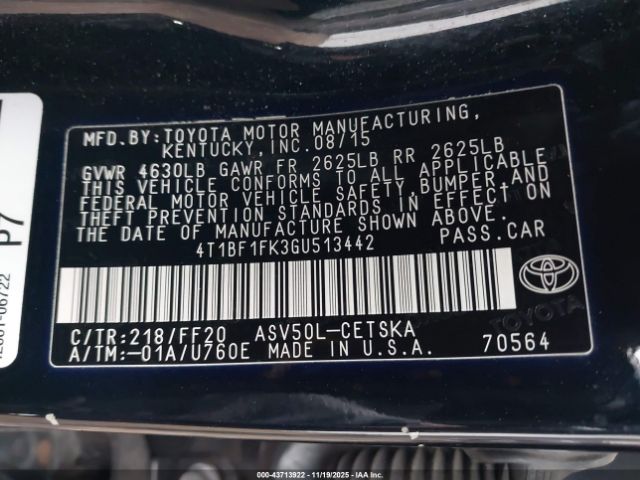 MFD.BY: TOYOTA MOTOR MANUFACTURING,
KENTUCKY, INC. 08/15
GVWR 4630LB GAWR FR 2625LB RR 2625LB
THIS VEHICLE CONFORMS TO ALL APPLICABLE
FEDERAL MOTOR VEHICLE SAFETY, BUMPER, AND
THEFT PREVENTION STANDARDS IN EFFECT ON
THE DATE OF MANUFACTURE SHOWN ABOVE.
4T1BF1FK3GU513442 PASS.CAR
TOYOTA
C/TR:218/FF20 ASV50L-CETSKA
A/TM:-01A/U760E MADE IN U.S.A. 70564
P7
000-43713922 | 11/19/2025 - IAA Inc.